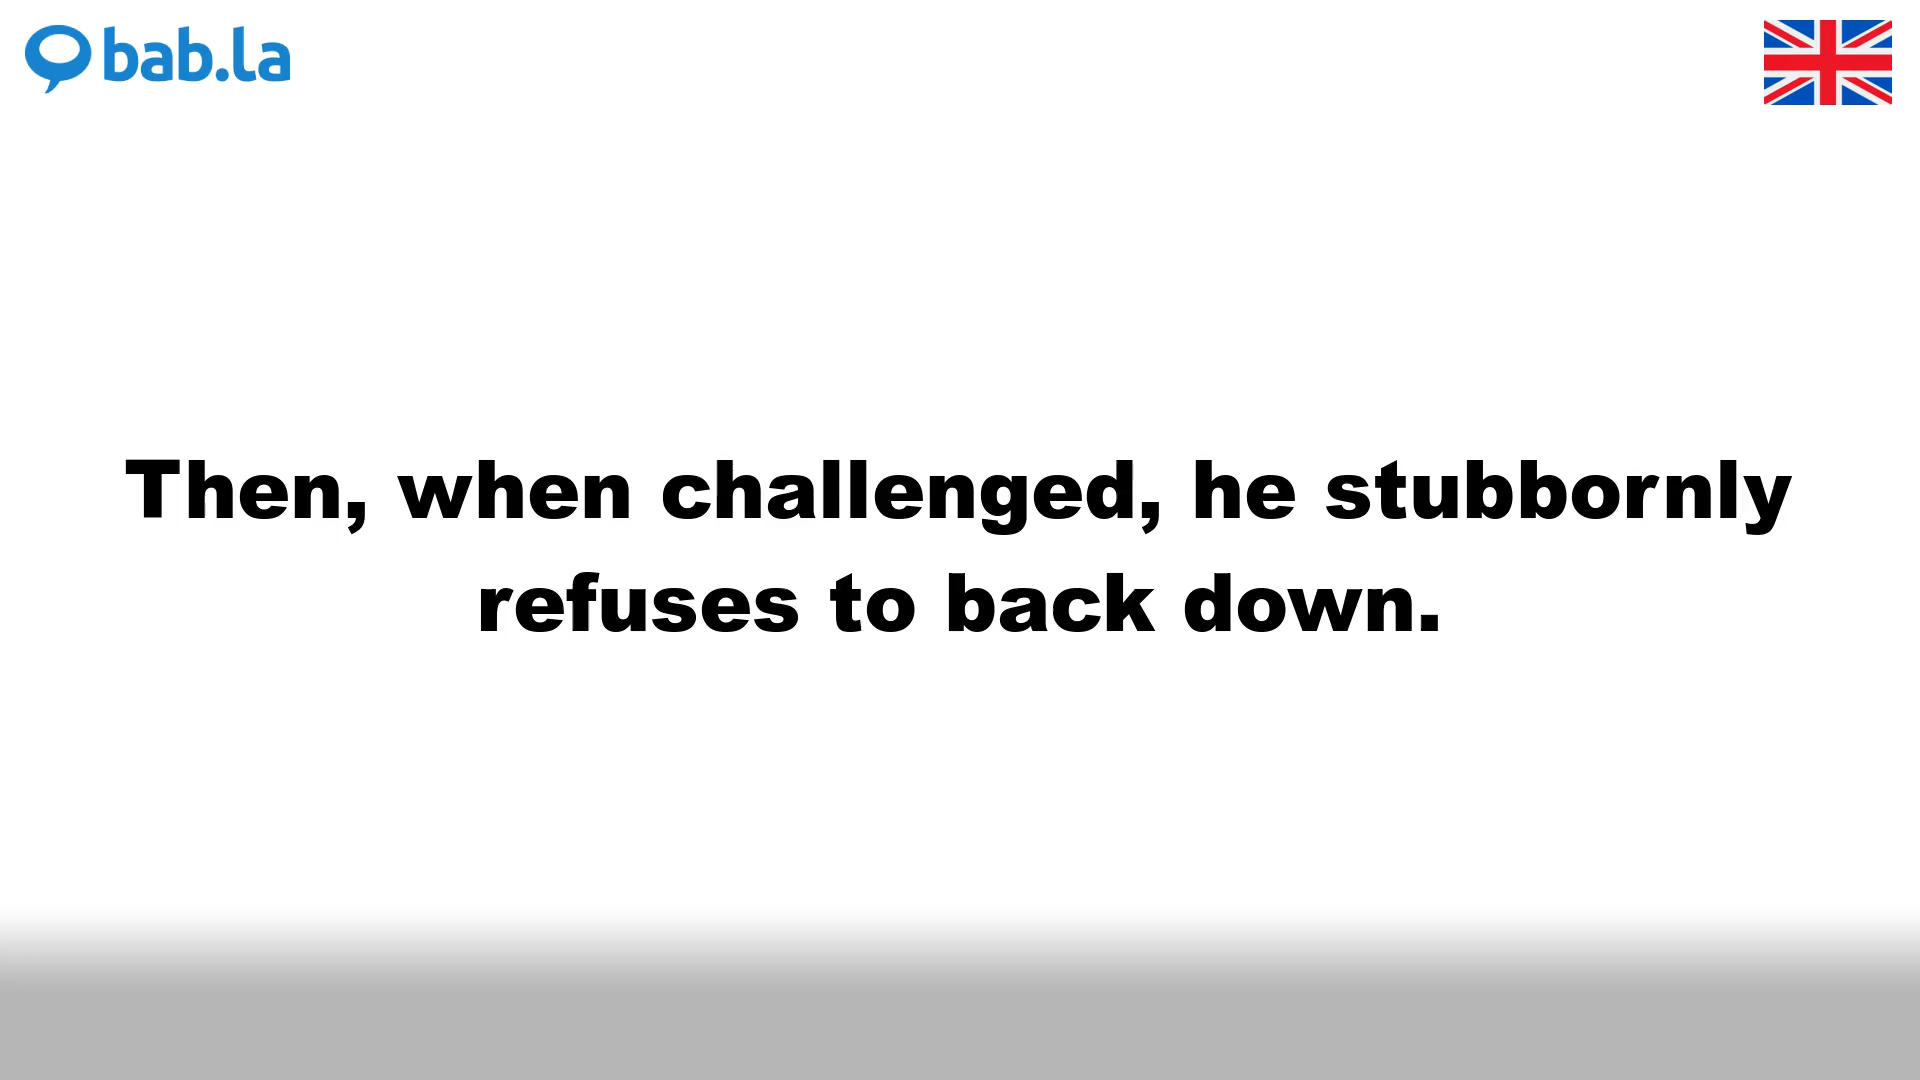 bab.la
Then, when challenged, he stubbornly
refuses to back down.